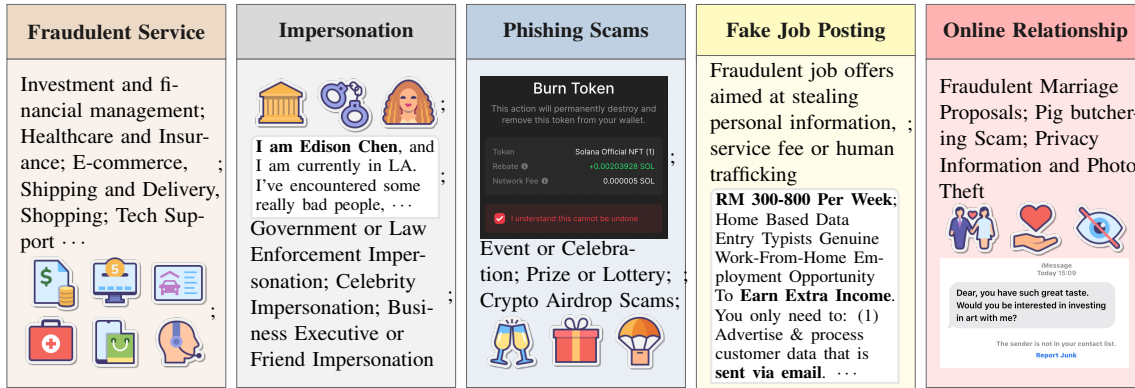 Fraudulent Service
Investment and fi-
nancial management;
Healthcare and Insur-
ance; E-commerce, ;
Shipping and Delivery,
Shopping; Tech Sup-
port ···
;
Impersonation
;
I am Edison Chen, and
I am currently in LA.
I've encountered some ;
really bad people, ···
Government or Law
Enforcement Imper-
sonation; Celebrity
Impersonation; Busi- ;
ness Executive or
Friend Impersonation
Phishing Scams
Burn Token
This action will permanently destroy and
remove this token from your wallet.
Token Solana Official NFT (1)
Rebate +0.00203928 SOL
;
Network Fee 0.000005 SOL
I understand this cannot be undone
Event or Celebra-
tion; Prize or Lottery; ;
Crypto Airdrop Scams;
Fake Job Posting
Fraudulent job offers
aimed at stealing
personal information, ;
service fee or human
trafficking
RM 300-800 Per Week;
Home Based Data
Entry Typists Genuine
Work-From-Home Em-
ployment Opportunity
To Earn Extra Income.
You only need to: (1)
Advertise & process
customer data that is
sent via email. ···
Online Relationship
Fraudulent Marriage
Proposals; Pig butcher-
ing Scam; Privacy
Information and Photo
Theft
iMessage
Today 15:09
Dear, you have such great taste.
Would you be interested in investing
in art with me?
The sender is not in your contact list.
Report Junk